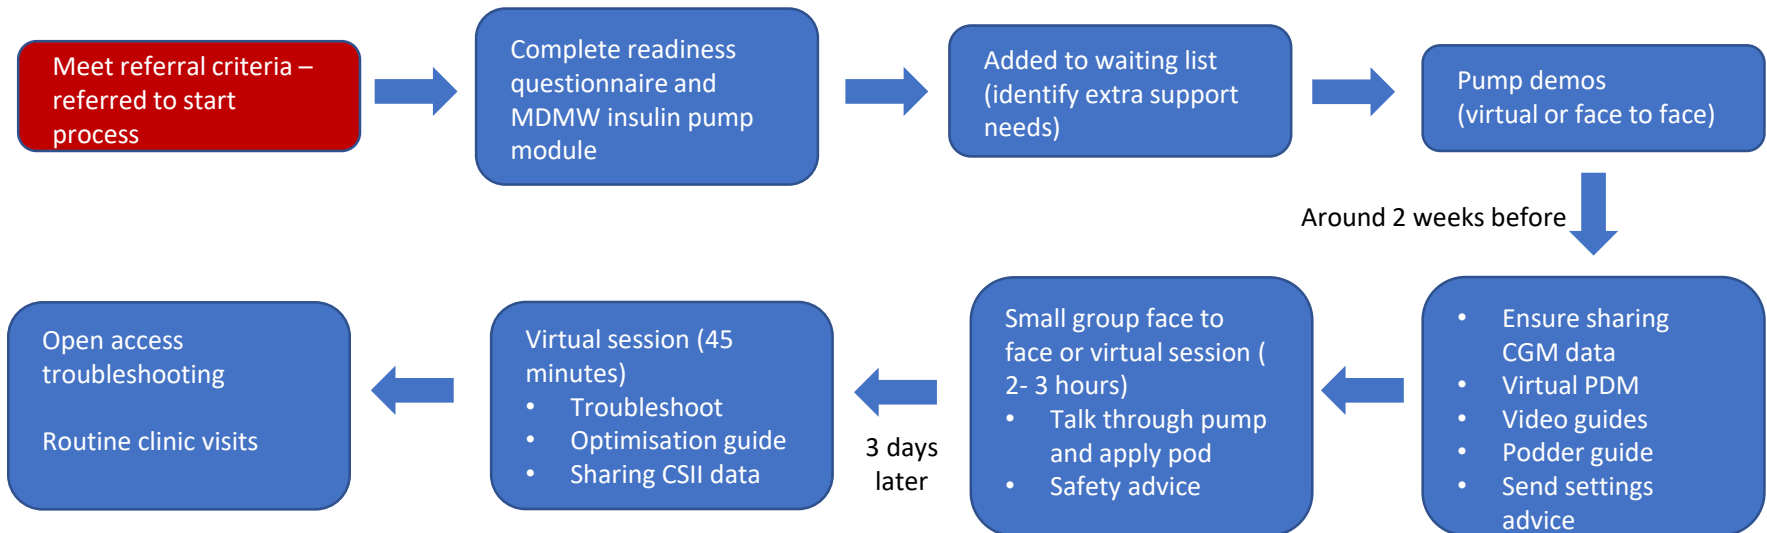 Meet referral criteria –
referred to start
process
Complete readiness
questionnaire and
MDMW insulin pump
module
Added to waiting list
(identify extra support
needs)
Pump demos
(virtual or face to face)
Around 2 weeks before
• Ensure sharing
CGM data
• Virtual PDM
• Video guides
• Podder guide
• Send settings
advice
Small group face to
face or virtual session (
2- 3 hours)
• Talk through pump
and apply pod
• Safety advice
3 days
later
Virtual session (45
minutes)
• Troubleshoot
• Optimisation guide
• Sharing CSII data
Open access
troubleshooting
Routine clinic visits